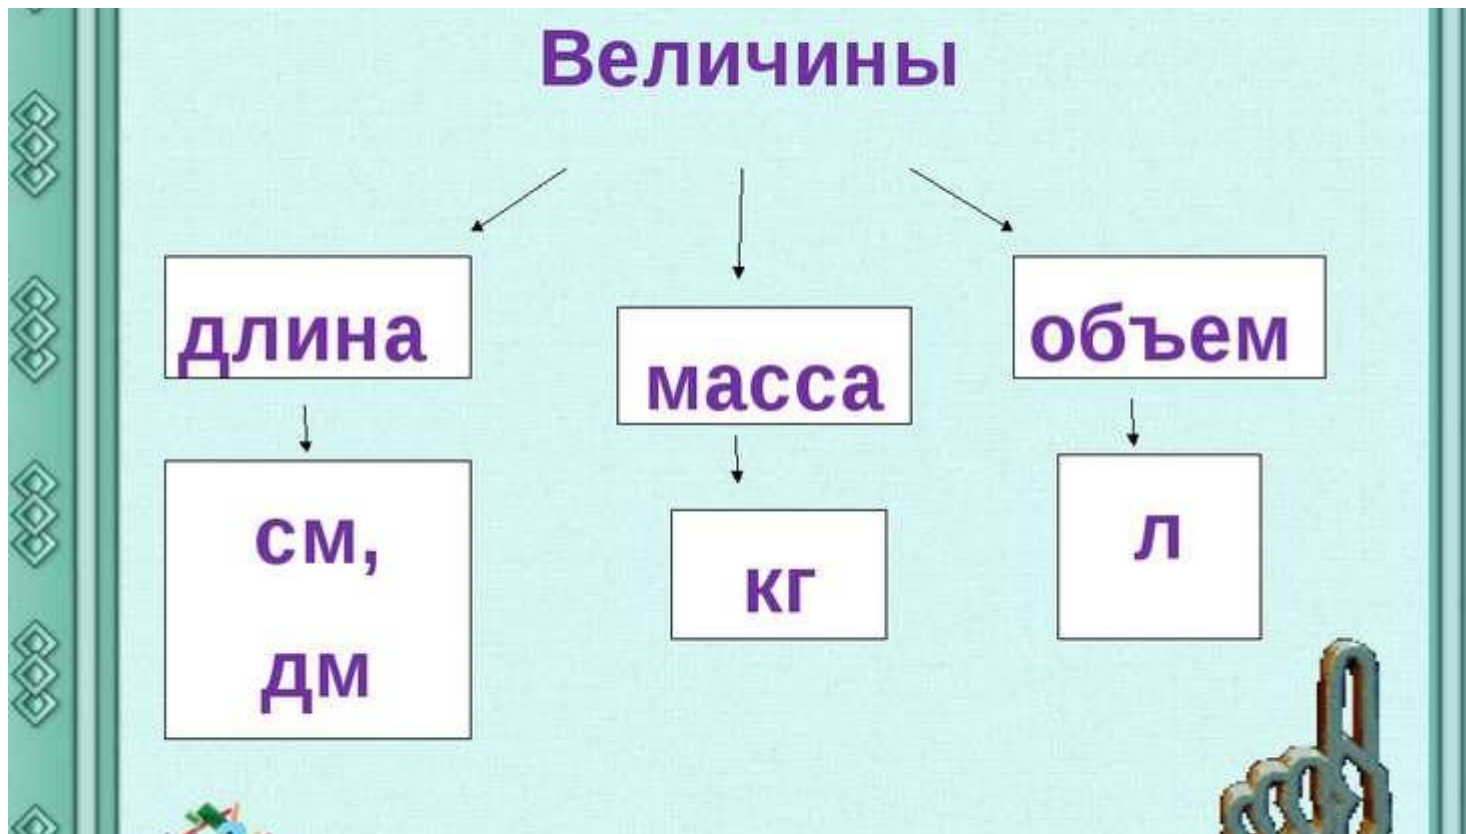 Величины
длина
масса
объем
см,
дм
кг
л